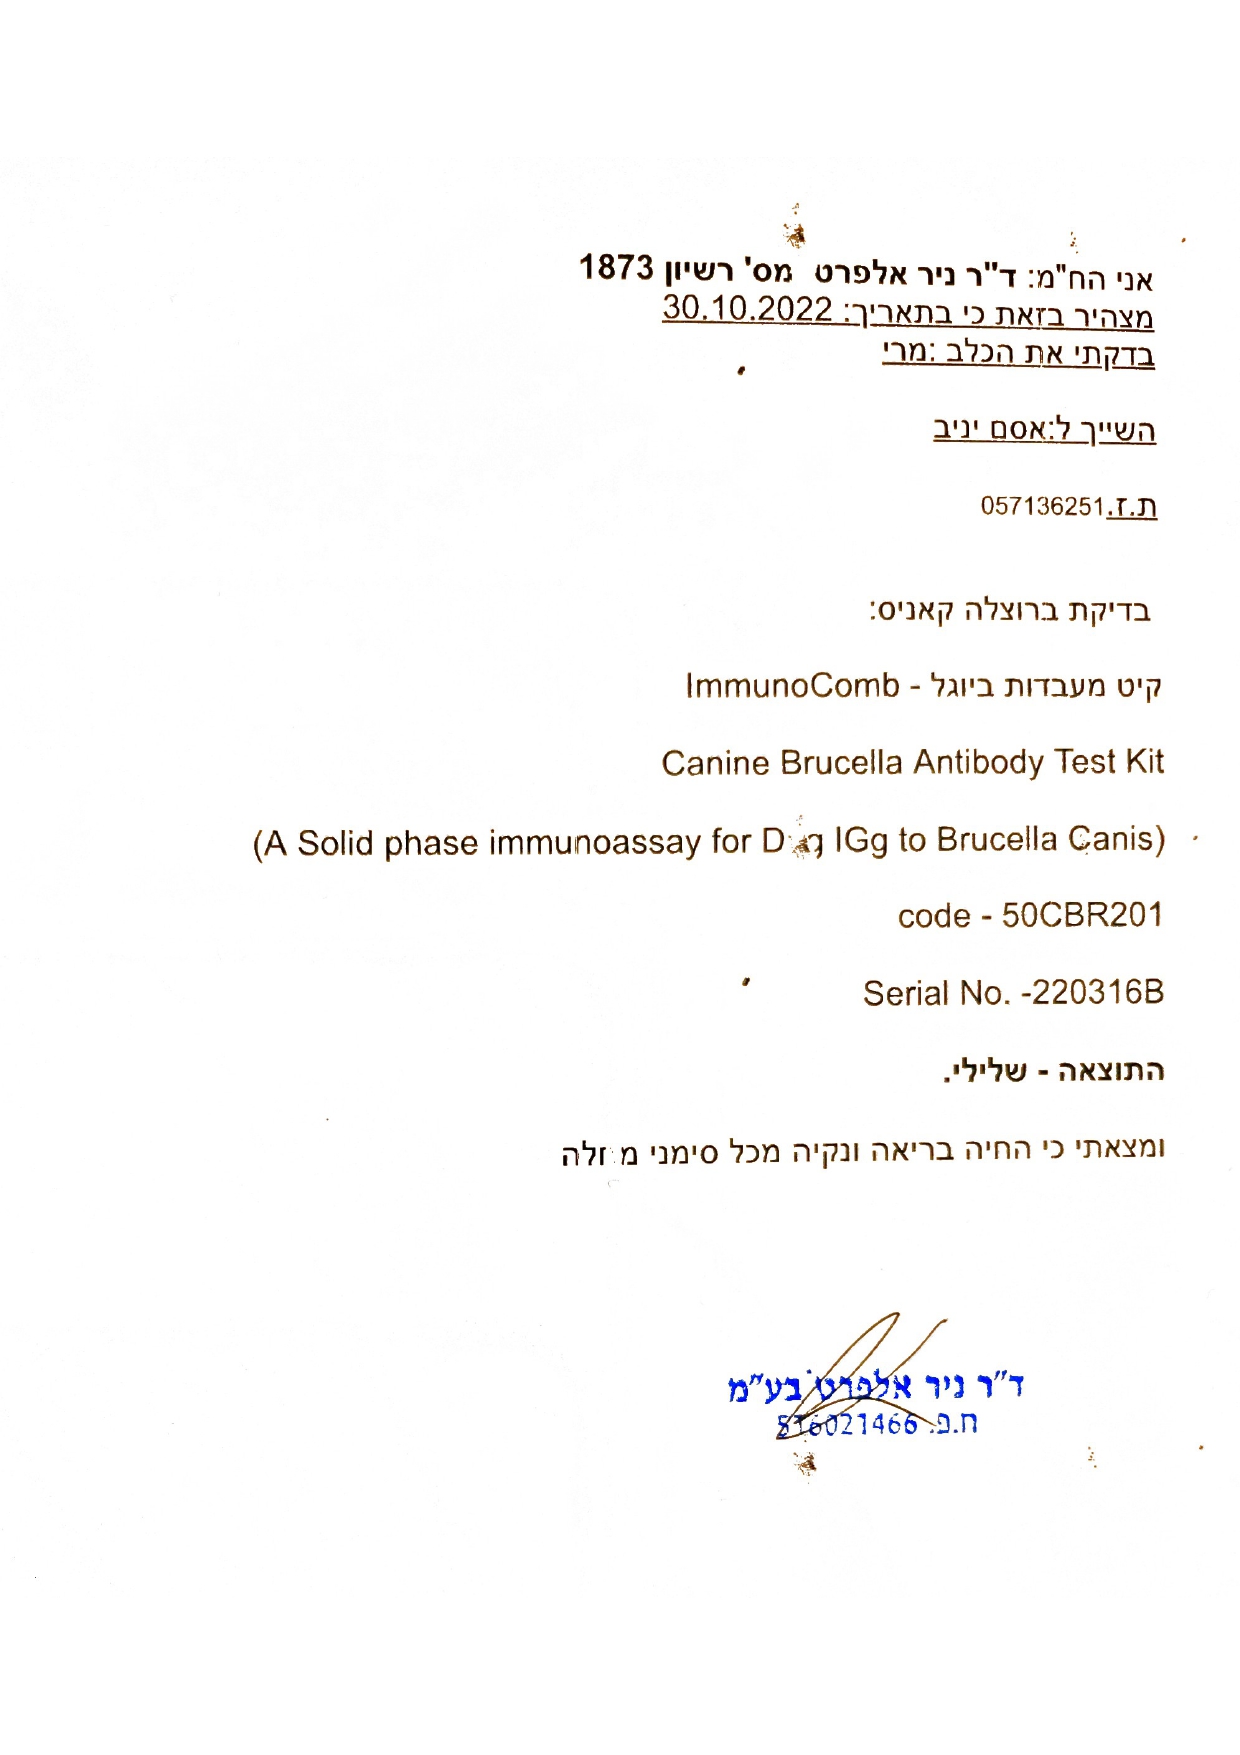 אני הח"מ: ד"ר ניר אלפרט מס' רשיון 1873
מצהיר בזאת כי בתאריך: 30.10.2022
בדקתי את הכלב :מרי
השייך ל:אסם יניב
ת.ז.057136251
בדיקת ברוצלה קאניס:
קיט מעבדות ביוגל - ImmunoComb
Canine Brucella Antibody Test Kit
(A Solid phase immunoassay for Dog IGg to Brucella Canis)
code - 50CBR201
Serial No. -220316B
התוצאה - שלילי.
ומצאתי כי החיה בריאה ונקיה מכל סימני מחלה
ד"ר ניר אלפרט בע"מ
ח.פ. 516021466